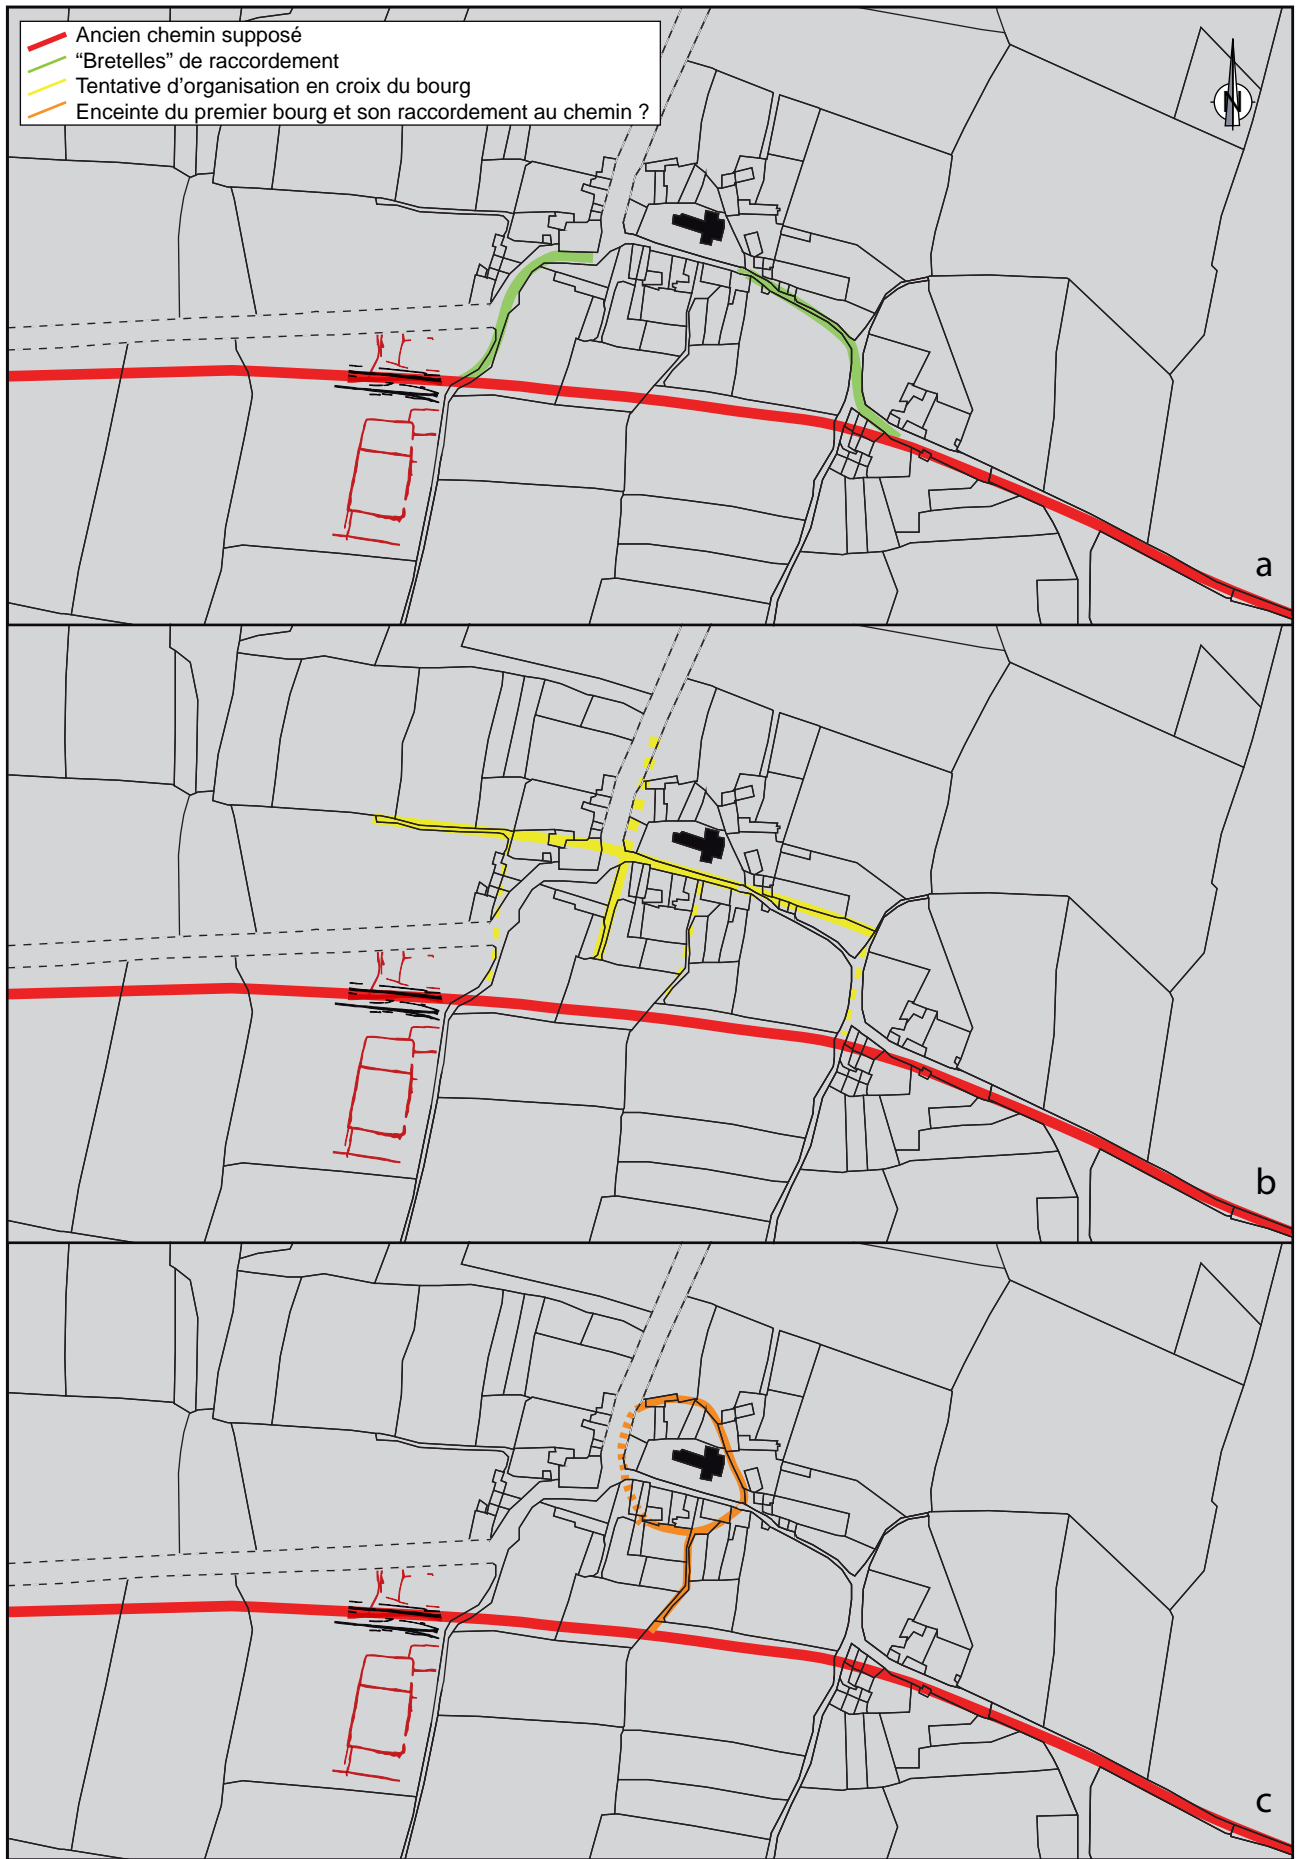 Ancien chemin supposé
“Bretelles” de raccordement
Tentative d’organisation en croix du bourg
Enceinte du premier bourg et son raccordement au chemin ?
N
a
b
c